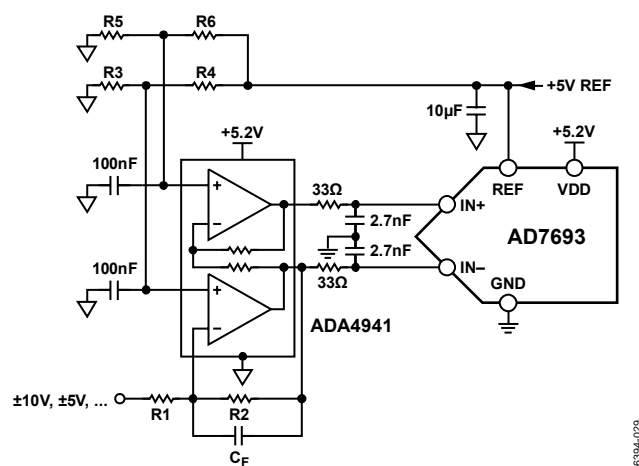 R5
R6
R3
R4
+5V REF
10µF
+5.2V
+5.2V
100nF
REF
VDD
+
33Ω
IN+
−
2.7nF
AD7693
2.7nF
100nF
IN−
+
33Ω
GND
−
ADA4941
±10V, ±5V, ...
R1
R2
CF